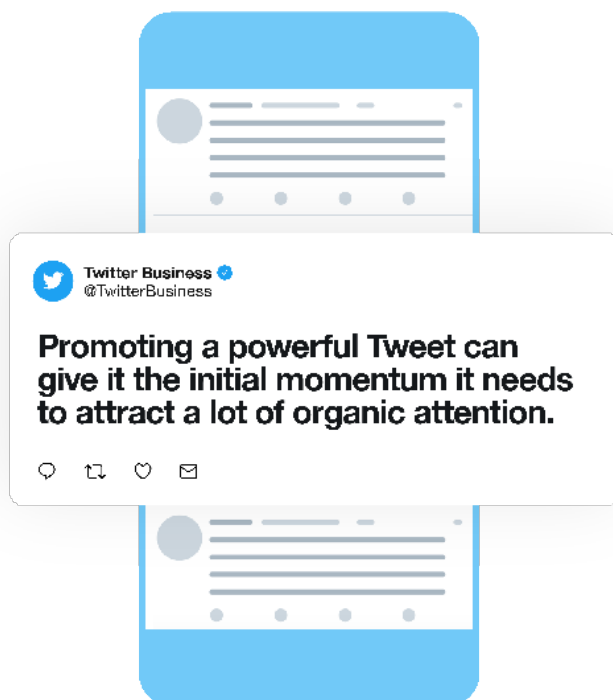 Twitter Business
@TwitterBusiness
Promoting a powerful Tweet can
give it the initial momentum it needs
to attract a lot of organic attention.